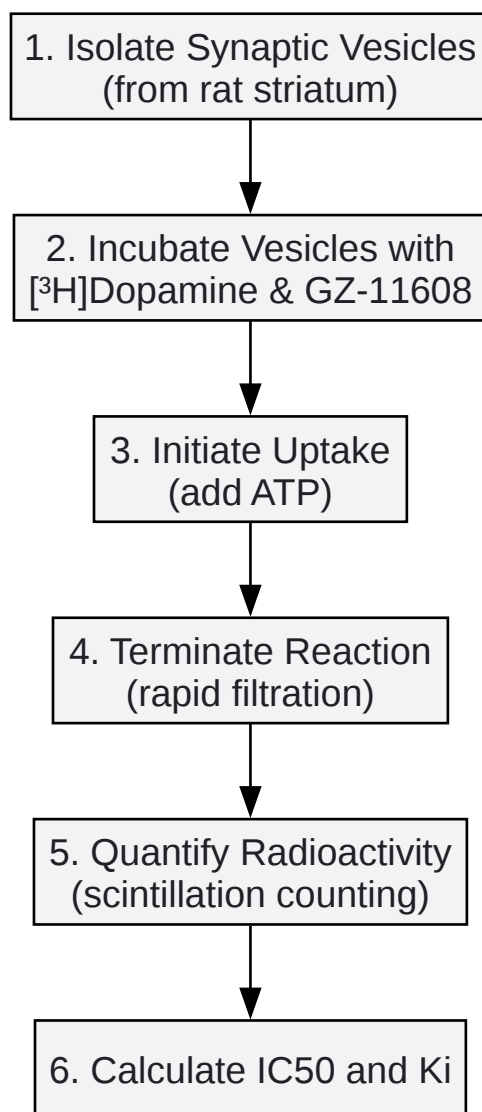 1. Isolate Synaptic Vesicles
(from rat striatum)
2. Incubate Vesicles with
[³H]Dopamine & GZ-11608
3. Initiate Uptake
(add ATP)
4. Terminate Reaction
(rapid filtration)
5. Quantify Radioactivity
(scintillation counting)
6. Calculate IC50 and Ki